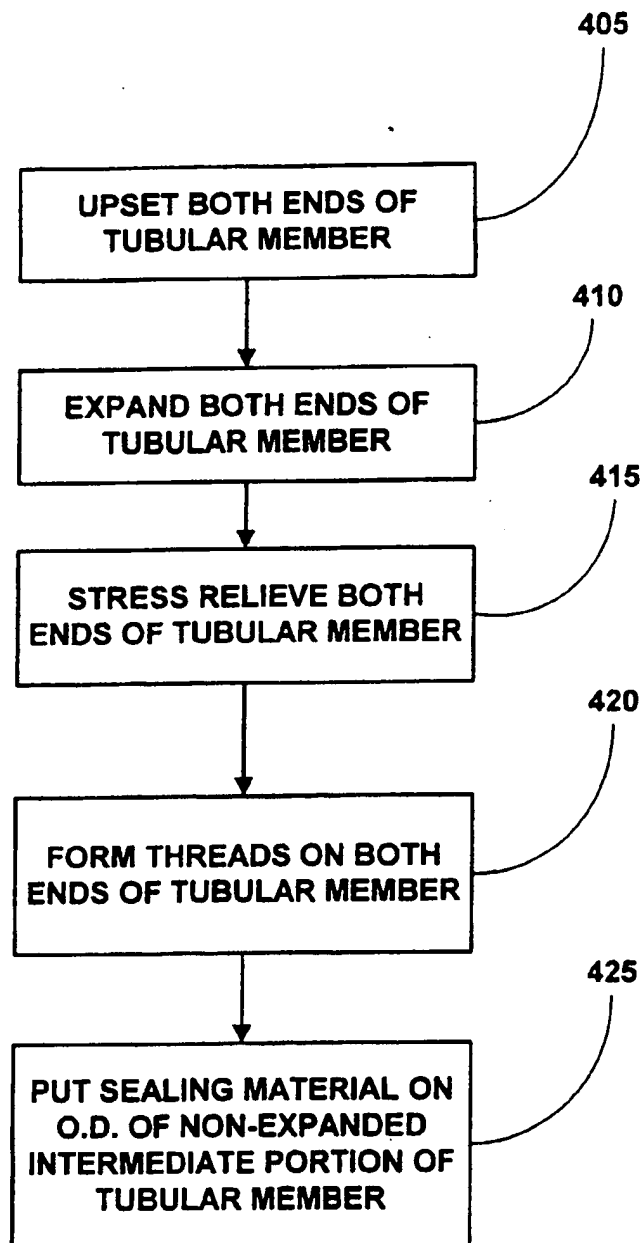 405
UPSET BOTH ENDS OF
TUBULAR MEMBER
410
EXPAND BOTH ENDS OF
TUBULAR MEMBER
415
STRESS RELIEVE BOTH
ENDS OF TUBULAR MEMBER
420
FORM THREADS ON BOTH
ENDS OF TUBULAR MEMBER
425
PUT SEALING MATERIAL ON
O.D. OF NON-EXPANDED
INTERMEDIATE PORTION OF
TUBULAR MEMBER